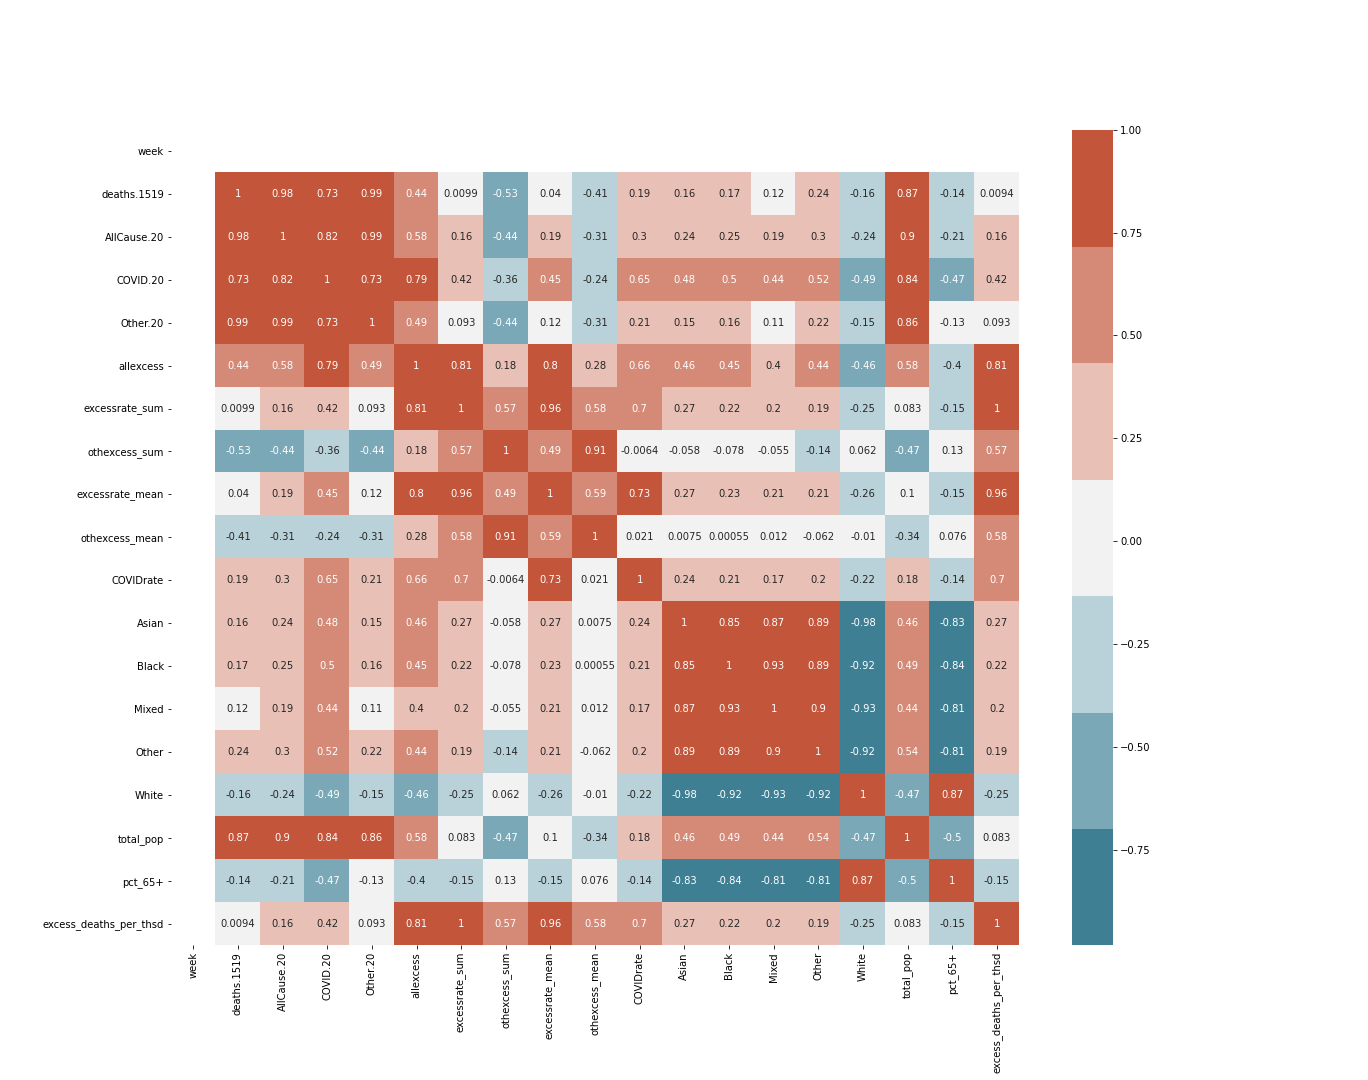 1.00
week
deaths.1519 1 0.98 0.73 0.99 0.44 0.0099 -0.53 0.04 -0.41 0.19 0.16 0.17 0.12 0.24 -0.16 0.87 -0.14 0.0094
AllCause.20 0.98 1 0.82 0.99 0.58 0.16 -0.44 0.19 -0.31 0.3 0.24 0.25 0.19 0.3 -0.24 0.9 -0.21 0.16
0.75
COVID.20 0.73 0.82 1 0.73 0.79 0.42 -0.36 0.45 -0.24 0.65 0.48 0.5 0.44 0.52 -0.49 0.84 -0.47 0.42
Other.20 0.99 0.99 0.73 1 0.49 0.093 -0.44 0.12 -0.31 0.21 0.15 0.16 0.11 0.22 -0.15 0.86 -0.13 0.093
0.50
allexcess 0.44 0.58 0.79 0.49 1 0.81 0.18 0.8 0.28 0.66 0.46 0.45 0.4 0.44 -0.46 0.58 -0.4 0.81
excessrate_sum 0.0099 0.16 0.42 0.093 0.81 1 0.57 0.96 0.58 0.7 0.27 0.22 0.2 0.19 -0.25 0.083 -0.15 1
0.25
othexcess_sum -0.53 -0.44 -0.36 -0.44 0.18 0.57 1 0.49 0.91 -0.0064 -0.058 -0.078 -0.055 -0.14 0.062 -0.47 0.13 0.57
excessrate_mean 0.04 0.19 0.45 0.12 0.8 0.96 0.49 1 0.59 0.73 0.27 0.23 0.21 0.21 -0.26 0.1 -0.15 0.96
othexcess_mean -0.41 -0.31 -0.24 -0.31 0.28 0.58 0.91 0.59 1 0.021 0.0075 0.00055 0.012 -0.062 -0.01 -0.34 0.076 0.58
0.00
COVIDrate 0.19 0.3 0.65 0.21 0.66 0.7 -0.0064 0.73 0.021 1 0.24 0.21 0.17 0.2 -0.22 0.18 -0.14 0.7
Asian 0.16 0.24 0.48 0.15 0.46 0.27 -0.058 0.27 0.0075 0.24 1 0.85 0.87 0.89 -0.98 0.46 -0.83 0.27
−0.25
Black 0.17 0.25 0.5 0.16 0.45 0.22 -0.078 0.23 0.00055 0.21 0.85 1 0.93 0.89 -0.92 0.49 -0.84 0.22
Mixed 0.12 0.19 0.44 0.11 0.4 0.2 -0.055 0.21 0.012 0.17 0.87 0.93 1 0.9 -0.93 0.44 -0.81 0.2
−0.50
Other 0.24 0.3 0.52 0.22 0.44 0.19 -0.14 0.21 -0.062 0.2 0.89 0.89 0.9 1 -0.92 0.54 -0.81 0.19
White -0.16 -0.24 -0.49 -0.15 -0.46 -0.25 0.062 -0.26 -0.01 -0.22 -0.98 -0.92 -0.93 -0.92 1 -0.47 0.87 -0.25
total_pop 0.87 0.9 0.84 0.86 0.58 0.083 -0.47 0.1 -0.34 0.18 0.46 0.49 0.44 0.54 -0.47 1 -0.5 0.083
−0.75
pct_65+ -0.14 -0.21 -0.47 -0.13 -0.4 -0.15 0.13 -0.15 0.076 -0.14 -0.83 -0.84 -0.81 -0.81 0.87 -0.5 1 -0.15
excess_deaths_per_thsd 0.0094 0.16 0.42 0.093 0.81 1 0.57 0.96 0.58 0.7 0.27 0.22 0.2 0.19 -0.25 0.083 -0.15 1
week
deaths.1519
AllCause.20
COVID.20
Other.20
allexcess
excessrate_sum
othexcess_sum
excessrate_mean
othexcess_mean
COVIDrate
Asian
Black
Mixed
Other
White
total_pop
pct_65+
excess_deaths_per_thsd